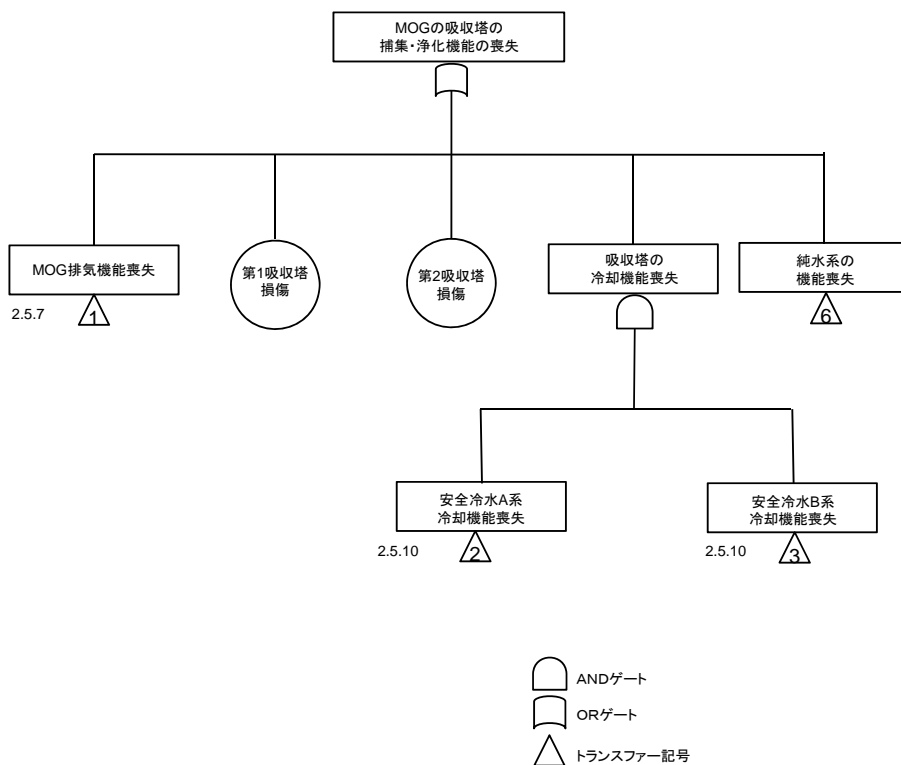 MOGの吸収塔の
捕集・浄化機能の喪失
MOG排気機能喪失
2.5.7
1
第1吸収塔
損傷
第2吸収塔
損傷
吸収塔の
冷却機能喪失
純水系の
機能喪失
6
安全冷水A系
冷却機能喪失
2.5.10
2
安全冷水B系
冷却機能喪失
2.5.10
3
ANDゲート
ORゲート
トランスファー記号